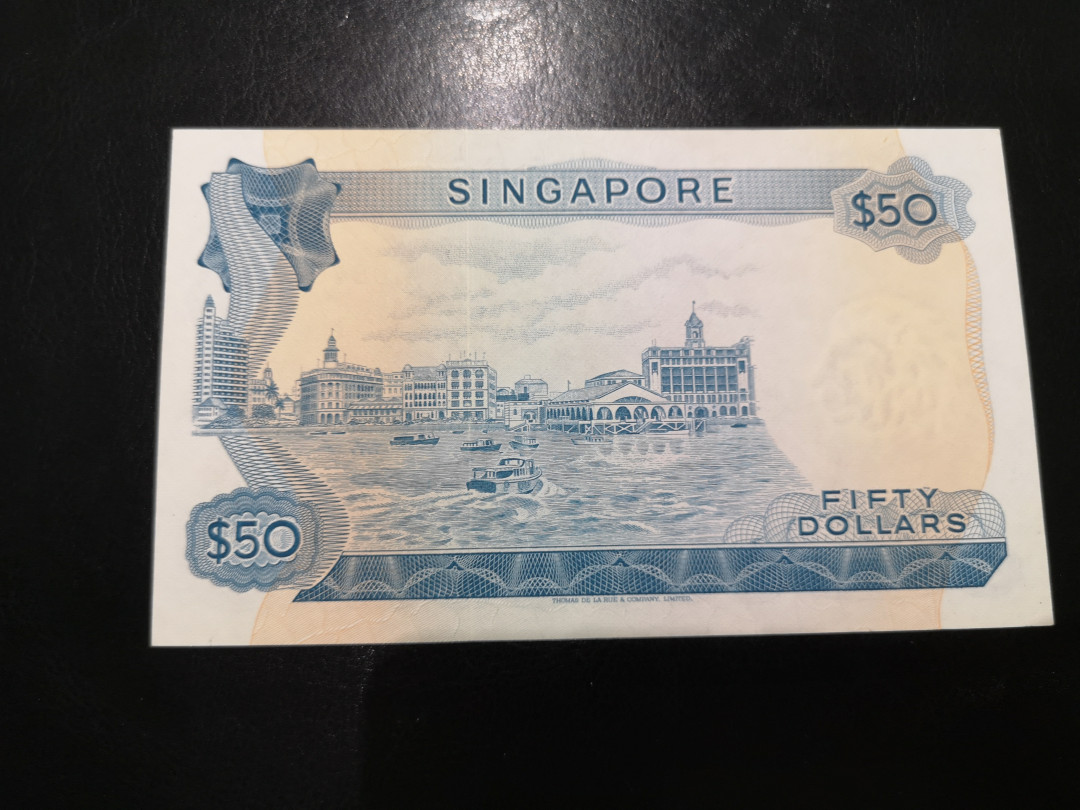 SINGAPORE
$50
$50
FIFTY
DOLLARS
THOMAS DE LA RUE & COMPANY, LIMITED.